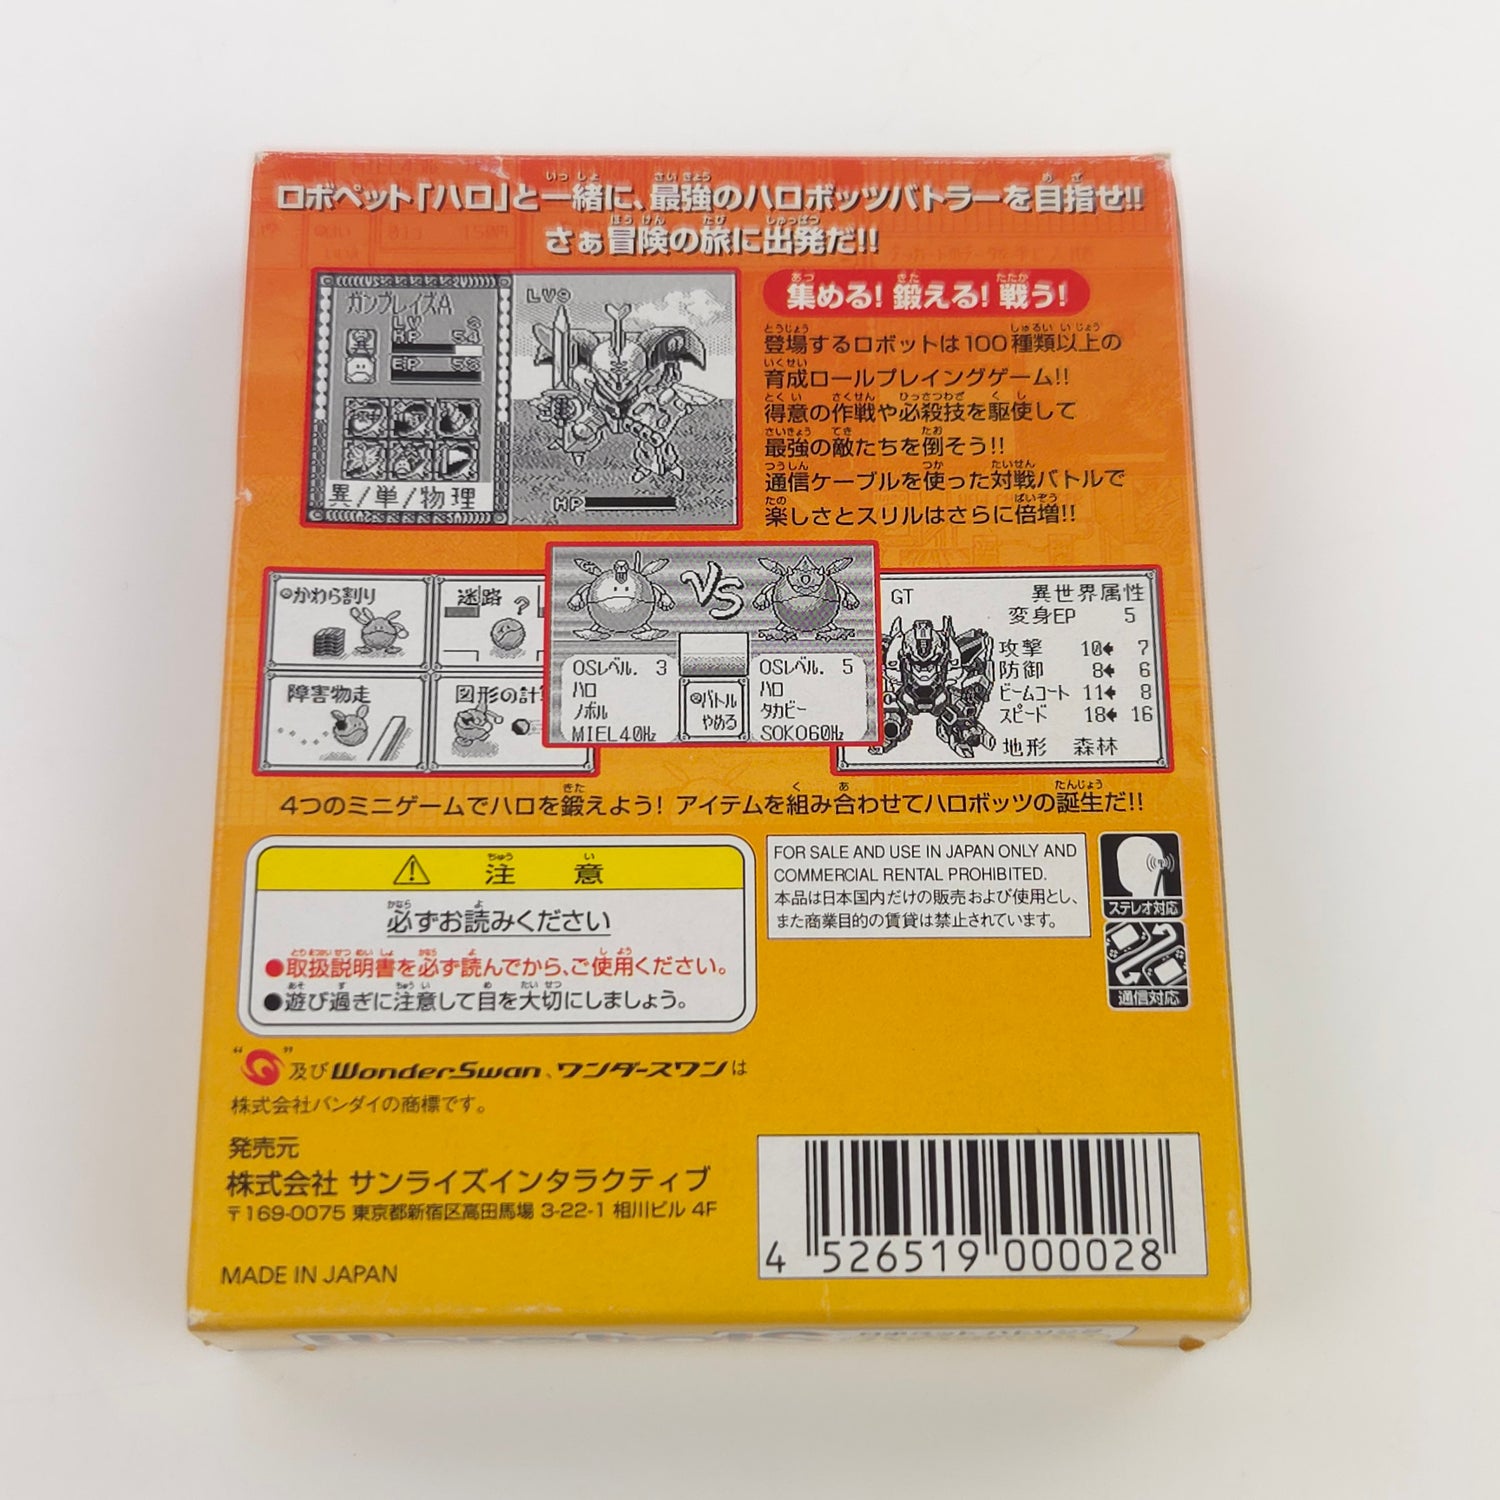 ロボペット「ハロ」と一緒に、最強のハロボッツバトラーを目指せ!!
さぁ冒険の旅に出発だ!!
ガンブレイズA
LV 3
HP 54
EP 58
異/単/物理
LV9
HP
集める! 鍛える! 戦う!
登場するロボットは100種類以上の
育成ロールプレイングゲーム!!
得意の作戦や必殺技を駆使して
最強の敵たちを倒そう!!
通信ケーブルを使った対戦バトルで
楽しさとスリルはさらに倍増!!
かわら割り
迷路
障害物走
図形の計
VS
OSレベル. 3
ハロ
ノボル
MIEL40Hz
バトル
やめる
OSレベル. 5
ハロ
タカビー
SOKO60Hz
GT 異世界属性
変身EP 5
攻撃 10← 7
防御 8← 6
ビームコート 11← 8
スピード 18← 16
地形 森林
4つのミニゲームでハロを鍛えよう! アイテムを組み合わせてハロボッツの誕生だ!!
注意
必ずお読みください
●取扱説明書を必ず読んでから、ご使用ください。
●遊び過ぎに注意して目を大切にしましょう。
FOR SALE AND USE IN JAPAN ONLY AND
COMMERCIAL RENTAL PROHIBITED.
本品は日本国内だけの販売および使用とし、
また商業目的の賃貸は禁止されています。
ステレオ対応
通信対応
“ ”及びWonderSwan、ワンダースワンは
株式会社バンダイの商標です。
発売元
株式会社 サンライズインタラクティブ
〒169-0075 東京都新宿区高田馬場 3-22-1 相川ビル 4F
MADE IN JAPAN
4 526519 000028